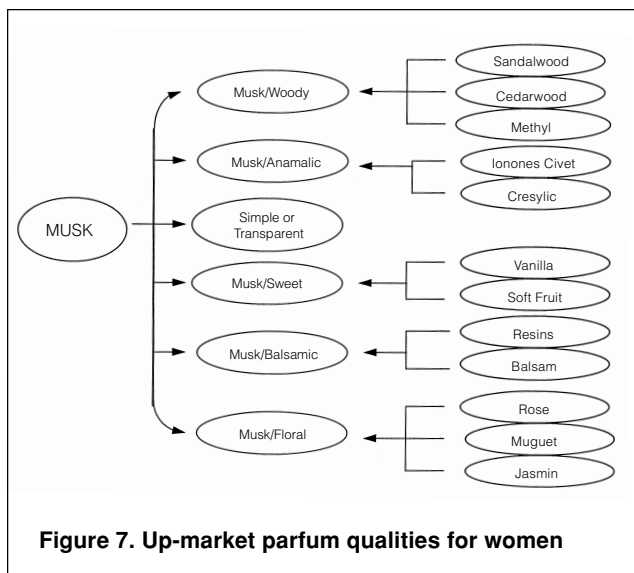 MUSK
Musk/Woody
Sandalwood
Cedarwood
Methyl
Musk/Anamalic
Ionones Civet
Cresylic
Simple or
Transparent
Musk/Sweet
Vanilla
Soft Fruit
Musk/Balsamic
Resins
Balsam
Musk/Floral
Rose
Muguet
Jasmin
Figure 7. Up-market parfum qualities for women